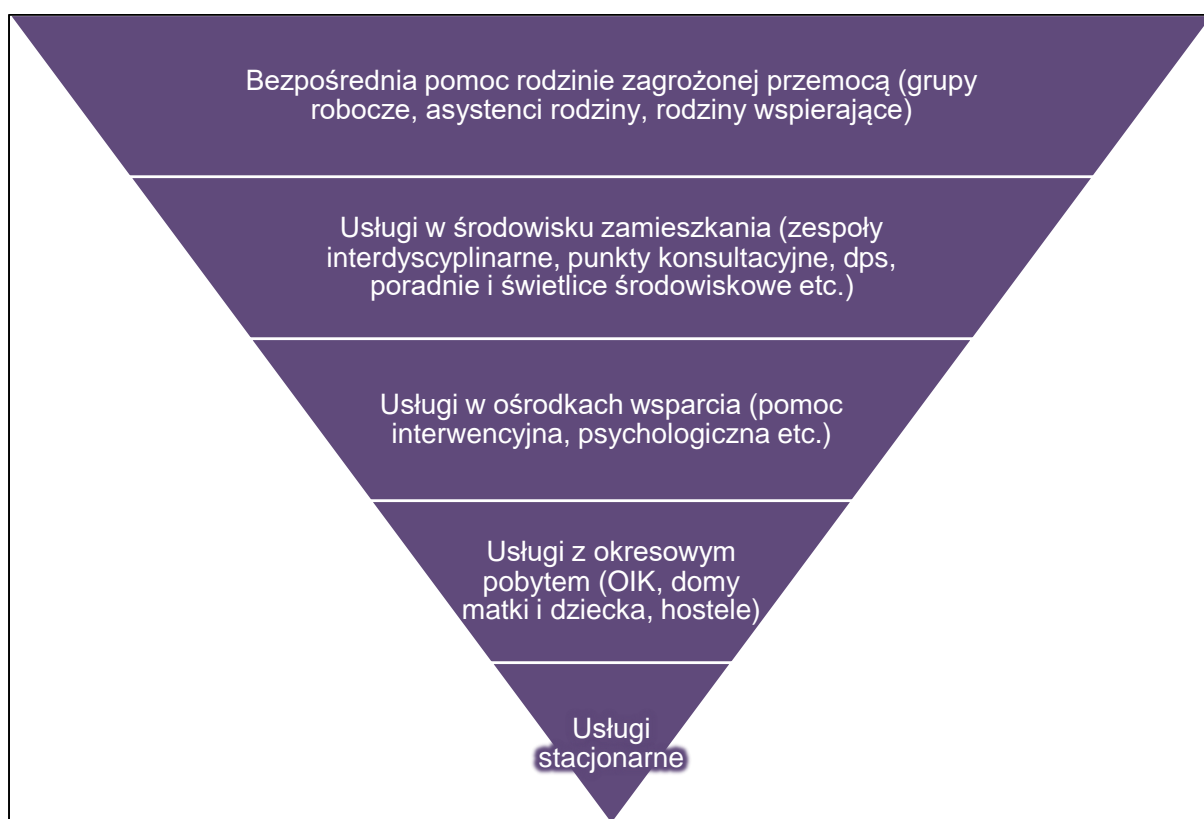 Bezpośrednia pomoc rodzinie zagrożonej przemocą (grupy
robocze, asystenci rodziny, rodziny wspierające)
Usługi w środowisku zamieszkania (zespoły
interdyscyplinarne, punkty konsultacyjne, dps,
poradnie i świetlice środowiskowe etc.)
Usługi w ośrodkach wsparcia (pomoc
interwencyjna, psychologiczna etc.)
Usługi z okresowym
pobytem (OIK, domy
matki i dziecka, hostele)
Usługi
stacjonarne